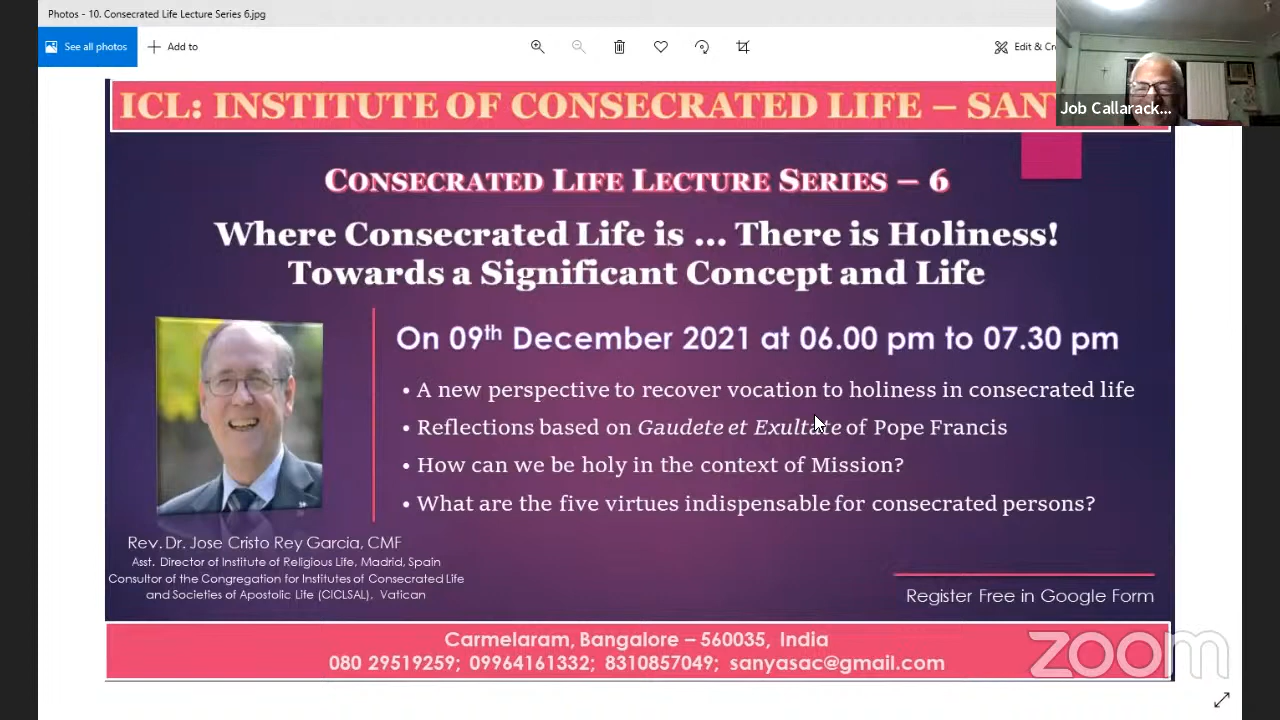 Photos - 10. Consecrated Life Lecture Series 6.jpg
See all photos
Add to
Edit & Cr
Job Callarack...
ICL: INSTITUTE OF CONSECRATED LIFE – SAN
CONSECRATED LIFE LECTURE SERIES – 6
Where Consecrated Life is ... There is Holiness!
Towards a Significant Concept and Life
On 09th December 2021 at 06.00 pm to 07.30 pm
• A new perspective to recover vocation to holiness in consecrated life
• Reflections based on Gaudete et Exultate of Pope Francis
• How can we be holy in the context of Mission?
• What are the five virtues indispensable for consecrated persons?
Rev. Dr. Jose Cristo Rey Garcia, CMF
Asst. Director of Institute of Religious Life, Madrid, Spain
Consultor of the Congregation for Institutes of Consecrated Life
and Societies of Apostolic Life (CICLSAL), Vatican
Register Free in Google Form
Carmelaram, Bangalore – 560035, India
080 29519259; 09964161332; 8310857049; sanyasac@gmail.com
zoom